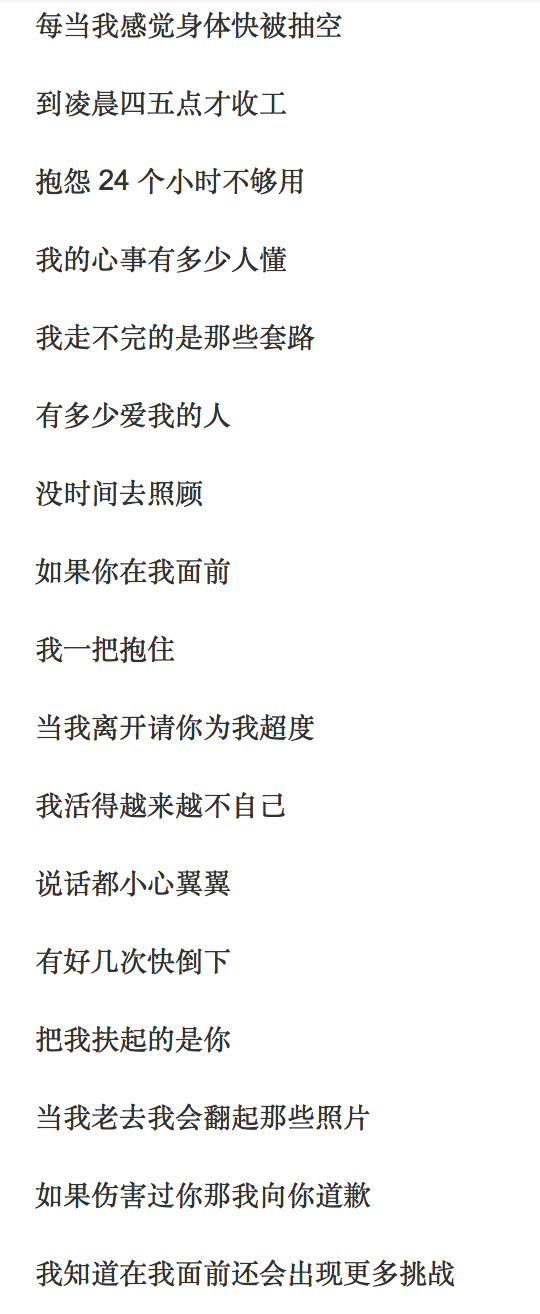 每当我感觉身体快被抽空
到凌晨四五点才收工
抱怨 24 个小时不够用
我的心事有多少人懂
我走不完的是那些套路
有多少爱我的人
没时间去照顾
如果你在我面前
我一把抱住
当我离开请你为我超度
我活得越来越不自己
说话都小心翼翼
有好几次快倒下
把我扶起的是你
当我老去我会翻起那些照片
如果伤害过你那我向你道歉
我知道在我面前还会出现更多挑战